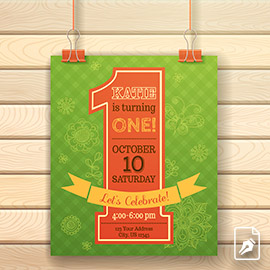 KATIE
is turning
ONE!
OCTOBER
10
SATURDAY
Let's Celebrate!
4:00-6:00 pm
123 Your Address
City, US 12345